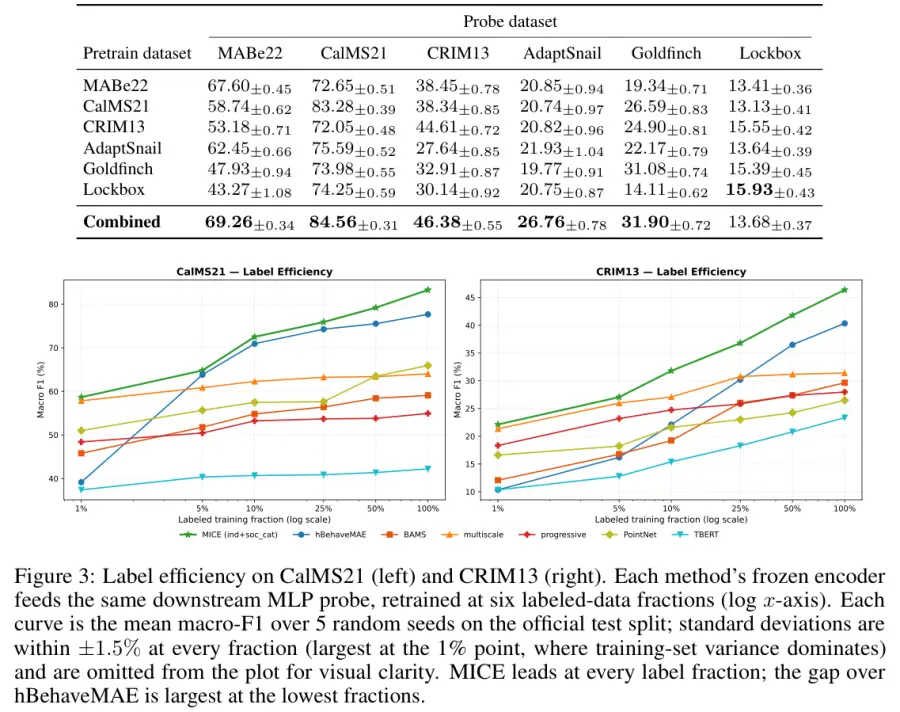 Probe dataset
Pretrain dataset MABe22 CalMS21 CRIM13 AdaptSnail Goldfinch Lockbox
MABe22 67.60±0.45 72.65±0.51 38.45±0.78 20.85±0.94 19.34±0.71 13.41±0.36
CalMS21 58.74±0.62 83.28±0.39 38.34±0.85 20.74±0.97 26.59±0.83 13.13±0.41
CRIM13 53.18±0.71 72.05±0.48 44.61±0.72 20.82±0.96 24.90±0.81 15.55±0.42
AdaptSnail 62.45±0.66 75.59±0.52 27.64±0.85 21.93±1.04 22.17±0.79 13.64±0.39
Goldfinch 47.93±0.94 73.98±0.55 32.91±0.87 19.77±0.91 31.08±0.74 15.39±0.45
Lockbox 43.27±1.08 74.25±0.59 30.14±0.92 20.75±0.87 14.11±0.62 15.93±0.43
Combined 69.26±0.34 84.56±0.31 46.38±0.55 26.76±0.78 31.90±0.72 13.68±0.37
CalMS21 — Label Efficiency
Macro F1 (%)
80
70
60
50
40
1% 5% 10% 25% 50% 100%
Labeled training fraction (log scale)
CRIM13 — Label Efficiency
Macro F1 (%)
45
40
35
30
25
20
15
10
1% 5% 10% 25% 50% 100%
Labeled training fraction (log scale)
MICE (ind+soc_cat) hBehaveMAE BAMS multiscale progressive PointNet TBERT
Figure 3: Label efficiency on CalMS21 (left) and CRIM13 (right). Each method's frozen encoder
feeds the same downstream MLP probe, retrained at six labeled-data fractions (log x-axis). Each
curve is the mean macro-F1 over 5 random seeds on the official test split; standard deviations are
within ±1.5% at every fraction (largest at the 1% point, where training-set variance dominates)
and are omitted from the plot for visual clarity. MICE leads at every label fraction; the gap over
hBehaveMAE is largest at the lowest fractions.